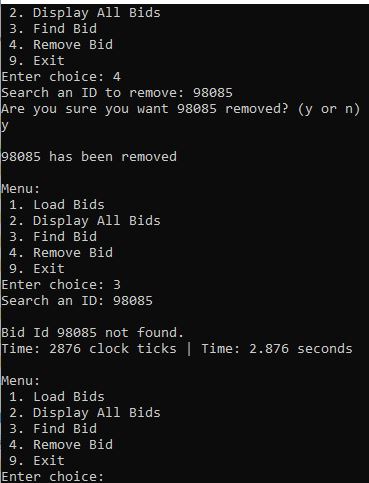 2. Display All Bids
3. Find Bid
4. Remove Bid
9. Exit
Enter choice: 4
Search an ID to remove: 98085
Are you sure you want 98085 removed? (y or n)
y
98085 has been removed
Menu:
1. Load Bids
2. Display All Bids
3. Find Bid
4. Remove Bid
9. Exit
Enter choice: 3
Search an ID: 98085
Bid Id 98085 not found.
Time: 2876 clock ticks | Time: 2.876 seconds
Menu:
1. Load Bids
2. Display All Bids
3. Find Bid
4. Remove Bid
9. Exit
Enter choice: